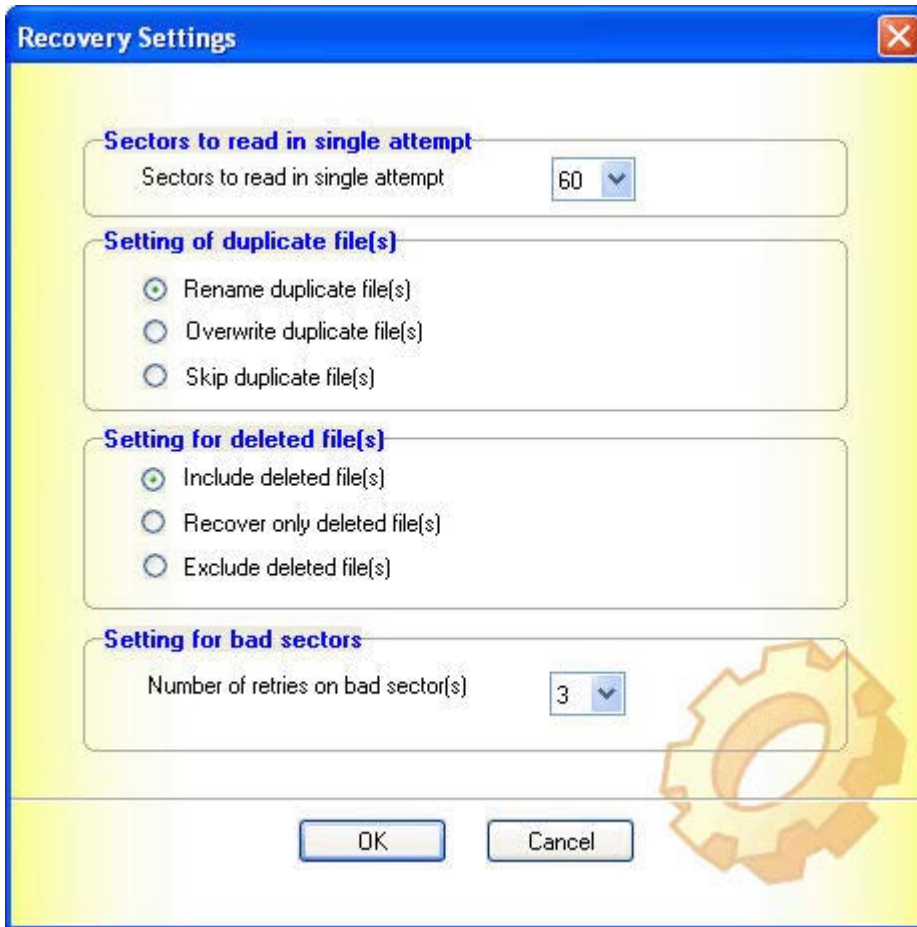 Recovery Settings
Sectors to read in single attempt
Sectors to read in single attempt 60
Setting of duplicate file(s)
Rename duplicate file(s)
Overwrite duplicate file(s)
Skip duplicate file(s)
Setting for deleted file(s)
Include deleted file(s)
Recover only deleted file(s)
Exclude deleted file(s)
Setting for bad sectors
Number of retries on bad sector(s) 3
OK Cancel